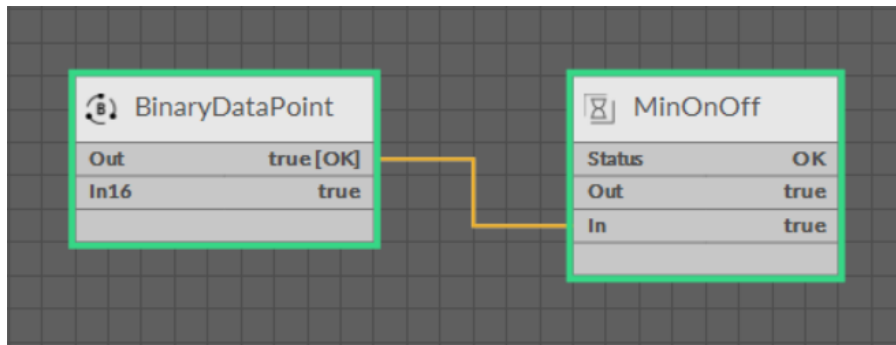 BinaryDataPoint
Out true [OK]
In16 true
MinOnOff
Status OK
Out true
In true